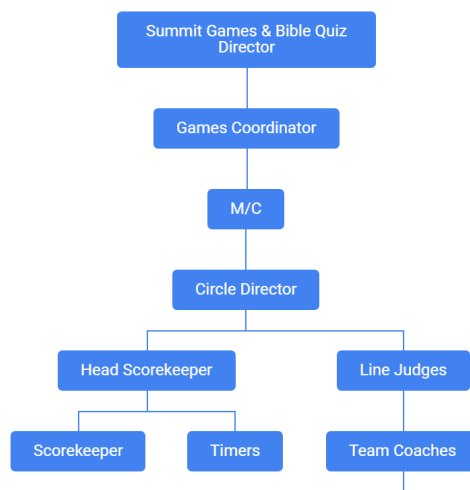 Summit Games & Bible Quiz
Director
Games Coordinator
M/C
Circle Director
Head Scorekeeper
Line Judges
Scorekeeper
Timers
Team Coaches